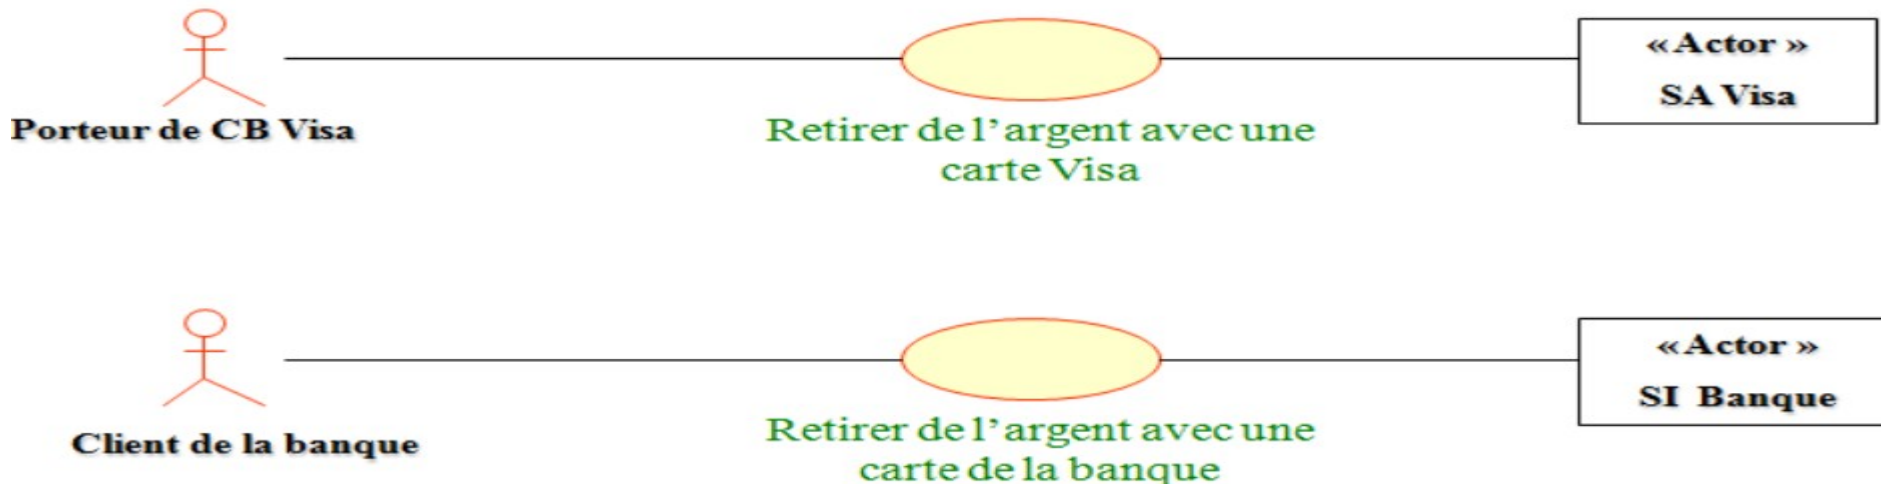 « Actor »
SA Visa
Porteur de CB Visa
Retirer de l’argent avec une
carte Visa
« Actor »
SI Banque
Client de la banque
Retirer de l’argent avec une
carte de la banque